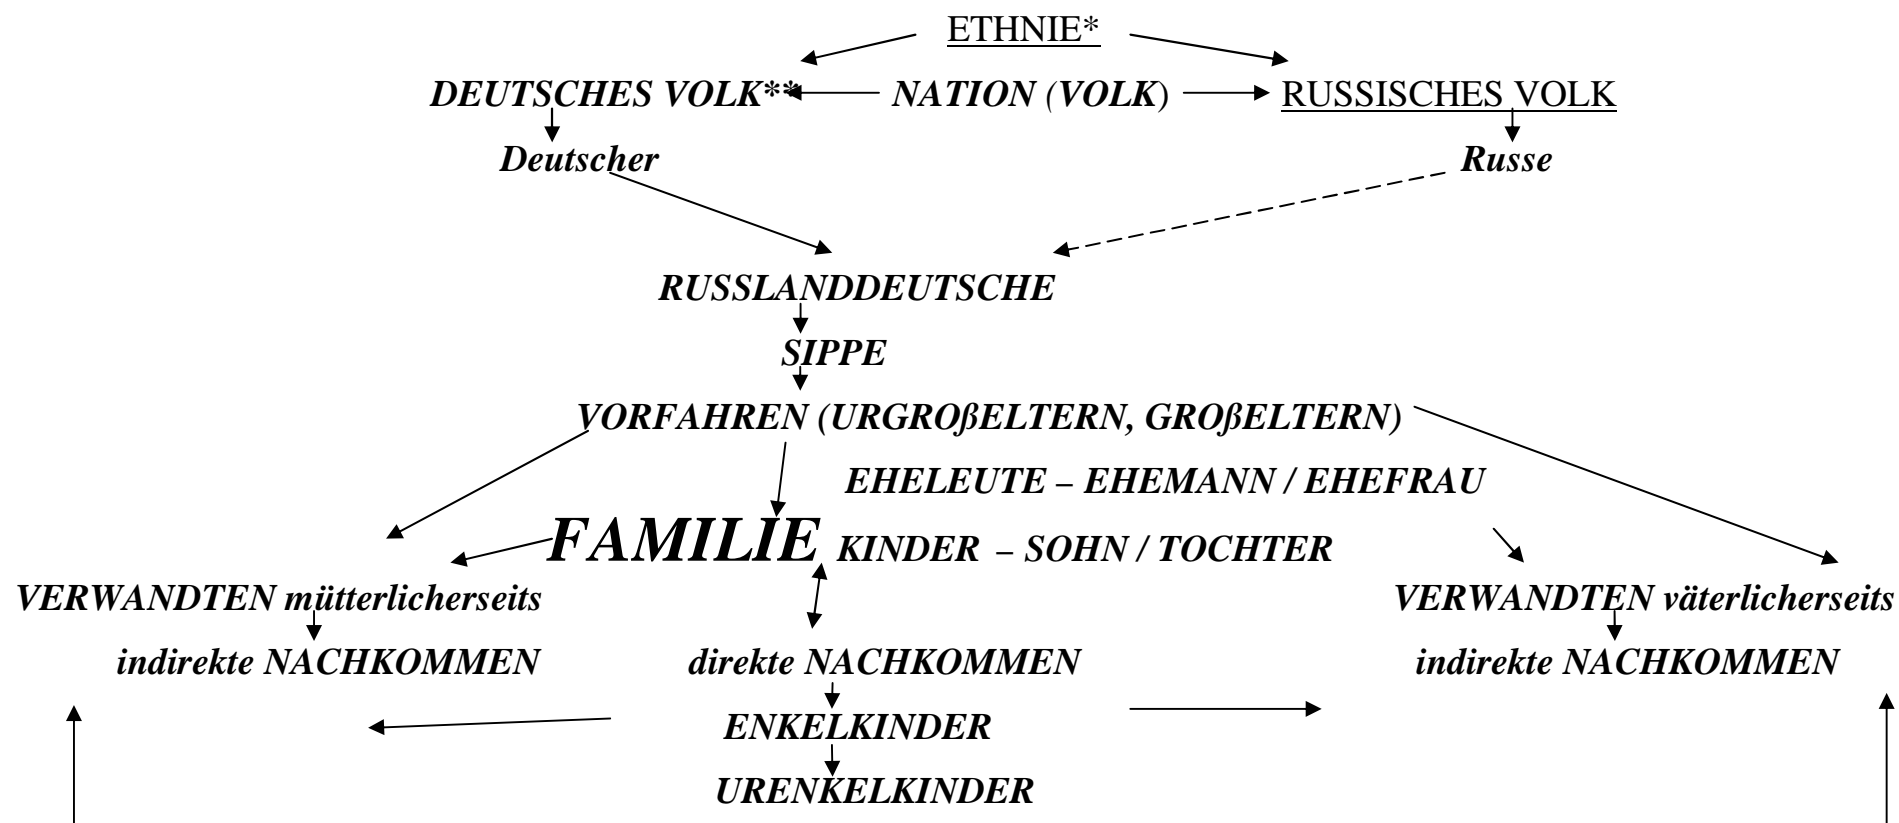 ETHNIE*
DEUTSCHES VOLK** NATION (VOLK) RUSSISCHES VOLK
Deutscher Russe
RUSSLANDDEUTSCHE
SIPPE
VORFAHREN (URGROßELTERN, GROßELTERN)
EHELEUTE – EHEMANN / EHEFRAU
FAMILIE KINDER – SOHN / TOCHTER
VERWANDTEN mütterlicherseits VERWANDTEN väterlicherseits
indirekte NACHKOMMEN direkte NACHKOMMEN indirekte NACHKOMMEN
ENKELKINDER
URENKELKINDER